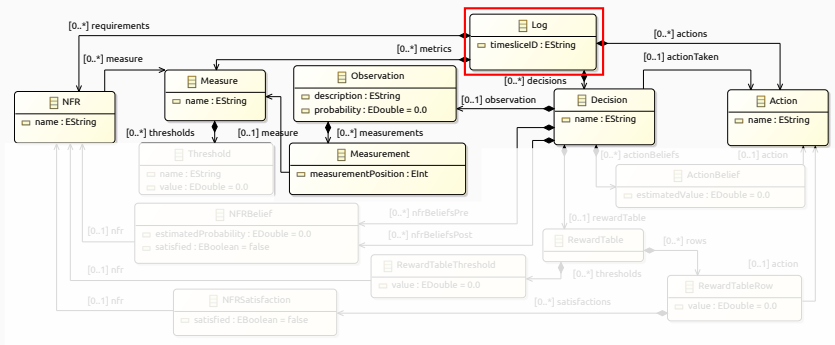 [0..*] requirements
Log
timesliceID : EString
[0..*] actions
[0..*] metrics
[0..1] actionTaken
[0..*] measure
Measure
name : EString
Observation
description : EString
probability : EDouble = 0.0
[0..*] decisions
[0..1] observation
Decision
name : EString
Action
name : EString
NFR
name : EString
[0..*] thresholds
[0..1] measure
[0..*] measurements
Threshold
name : EString
value : EDouble = 0.0
Measurement
measurementPosition : EInt
[0..*] actionBeliefs
[0..1] action
ActionBelief
estimatedValue : EDouble = 0.0
NFRBelief
estimatedProbability : EDouble = 0.0
satisfied : EBoolean = false
[0..*] nfrBeliefsPre
[0..*] nfrBeliefsPost
[0..1] nfr
[0..1] rewardTable
RewardTable
[0..*] rows
[0..1] nfr
RewardTableThreshold
value : EDouble = 0.0
[0..*] thresholds
[0..1] action
RewardTableRow
value : EDouble = 0.0
[0..1] nfr
NFRSatisfaction
satisfied : EBoolean = false
[0..*] satisfactions